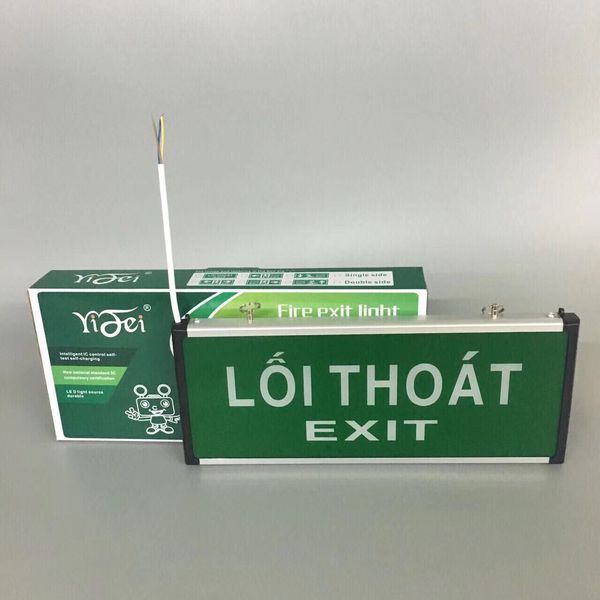 YiFei®
Single side
Double side
YiFei®
Fire exit light
Intelligent IC control self-
test self-charging
New national standard 3C
compulsory certification
LED light source
durable
LỐI THOÁT
EXIT